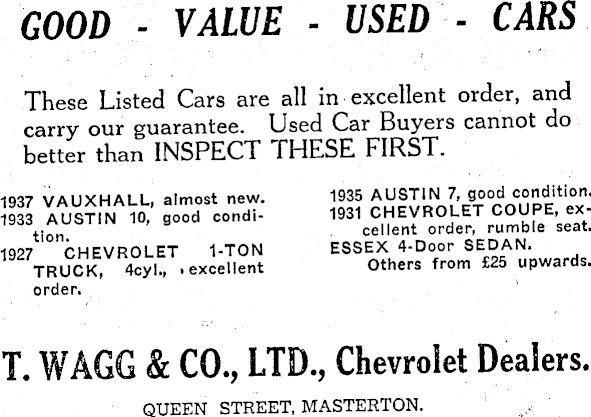 GOOD - VALUE - USED - CARS
These Listed Cars are all in excellent order, and
carry our guarantee. Used Car Buyers cannot do
better than INSPECT THESE FIRST.
1937 VAUXHALL, almost new.
1933 AUSTIN 10, good condi-
tion.
1927 CHEVROLET 1-TON
TRUCK, 4cyl., excellent
order.
1935 AUSTIN 7, good condition.
1931 CHEVROLET COUPE, ex-
cellent order, rumble seat.
ESSEX 4-Door SEDAN.
Others from £25 upwards.
T. WAGG & CO., LTD., Chevrolet Dealers.
QUEEN STREET, MASTERTON.